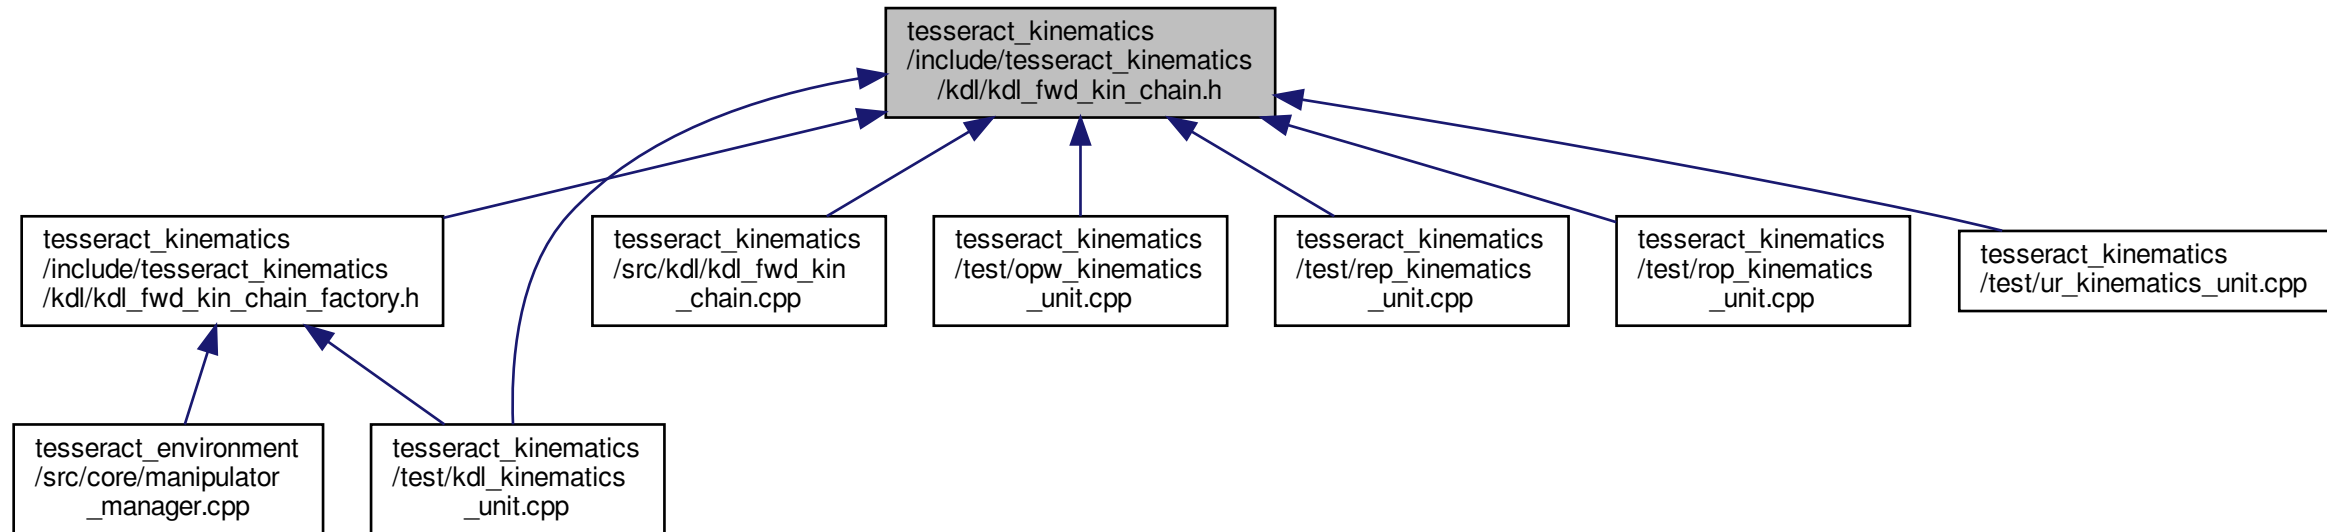 tesseract_kinematics
/include/tesseract_kinematics
/kdl/kdl_fwd_kin_chain.h
tesseract_kinematics
/include/tesseract_kinematics
/kdl/kdl_fwd_kin_chain_factory.h
tesseract_kinematics
/src/kdl/kdl_fwd_kin
_chain.cpp
tesseract_kinematics
/test/opw_kinematics
_unit.cpp
tesseract_kinematics
/test/rep_kinematics
_unit.cpp
tesseract_kinematics
/test/rop_kinematics
_unit.cpp
tesseract_kinematics
/test/ur_kinematics_unit.cpp
tesseract_environment
/src/core/manipulator
_manager.cpp
tesseract_kinematics
/test/kdl_kinematics
_unit.cpp